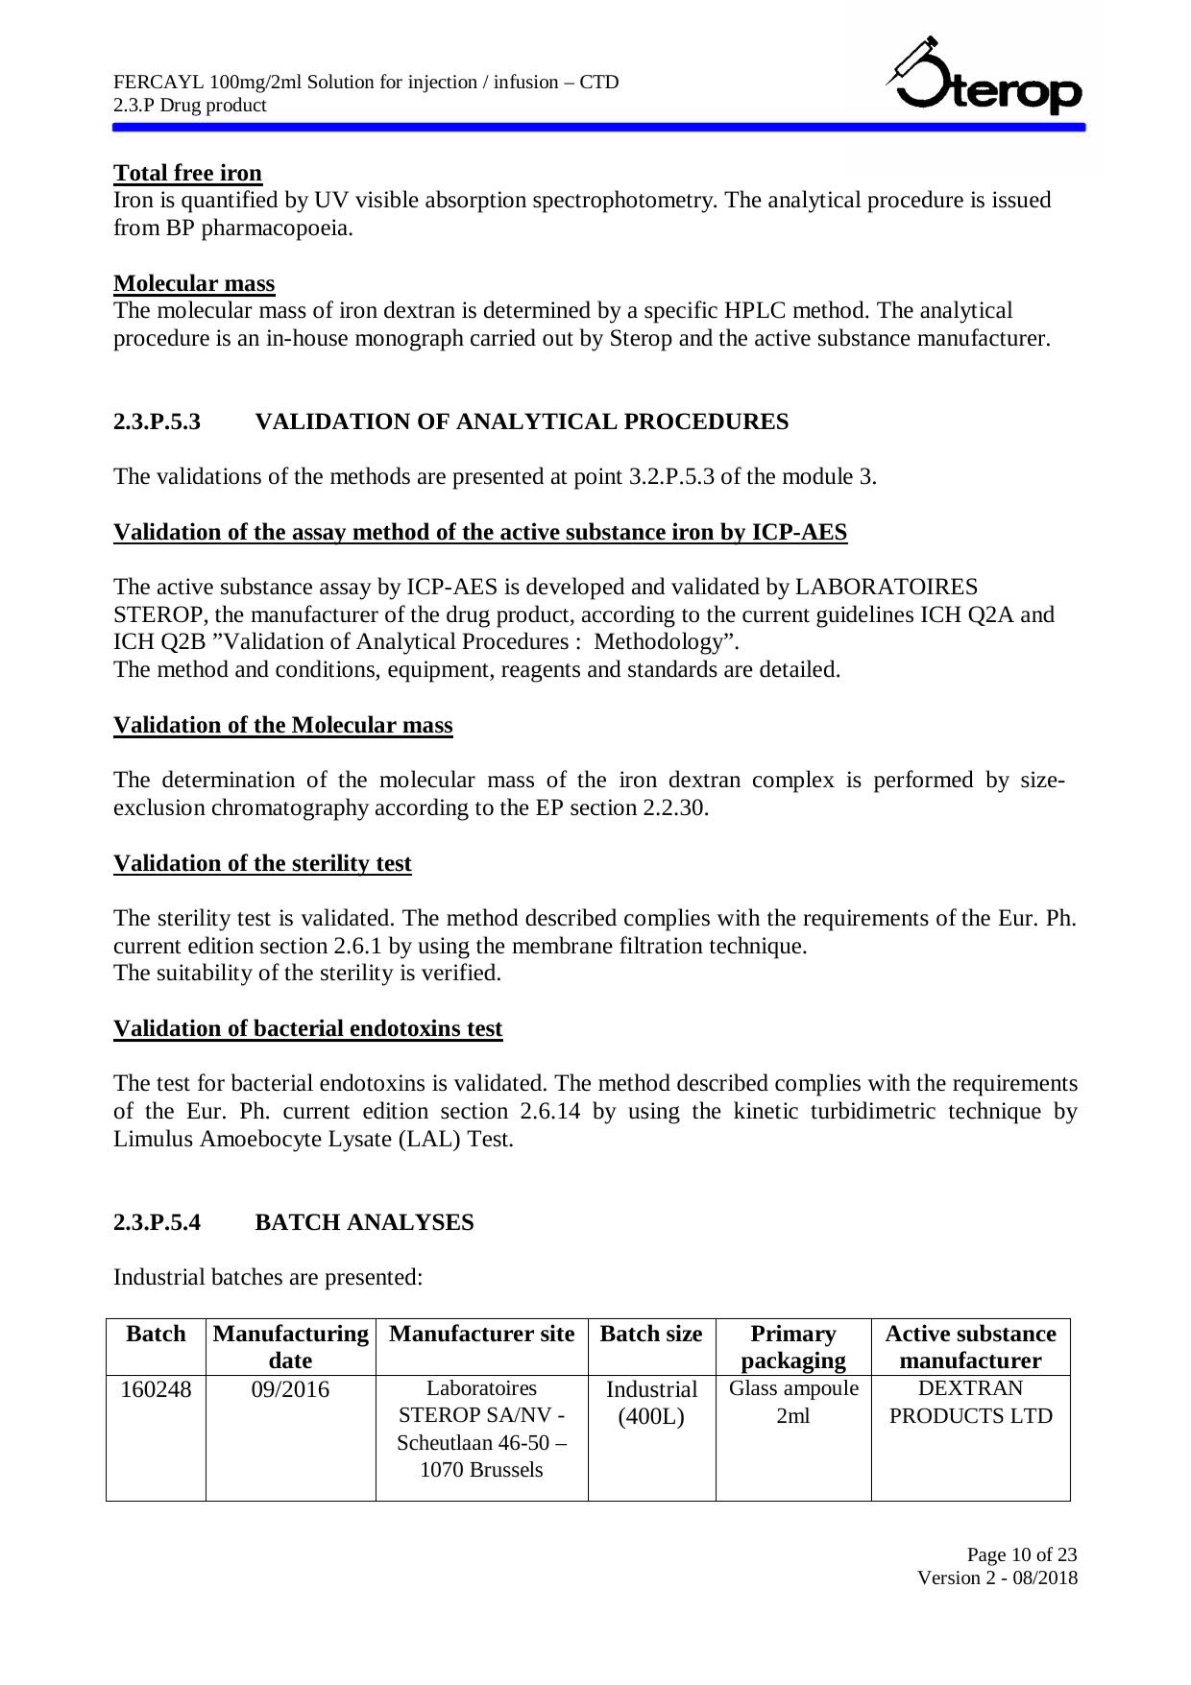 FERCAYL 100mg/2ml Solution for injection / infusion – CTD
2.3.P Drug product
Sterop
Total free iron
Iron is quantified by UV visible absorption spectrophotometry. The analytical procedure is issued
from BP pharmacopoeia.
Molecular mass
The molecular mass of iron dextran is determined by a specific HPLC method. The analytical
procedure is an in-house monograph carried out by Sterop and the active substance manufacturer.
2.3.P.5.3 VALIDATION OF ANALYTICAL PROCEDURES
The validations of the methods are presented at point 3.2.P.5.3 of the module 3.
Validation of the assay method of the active substance iron by ICP-AES
The active substance assay by ICP-AES is developed and validated by LABORATOIRES
STEROP, the manufacturer of the drug product, according to the current guidelines ICH Q2A and
ICH Q2B ”Validation of Analytical Procedures :  Methodology”.
The method and conditions, equipment, reagents and standards are detailed.
Validation of the Molecular mass
The determination of the molecular mass of the iron dextran complex is performed by size-
exclusion chromatography according to the EP section 2.2.30.
Validation of the sterility test
The sterility test is validated. The method described complies with the requirements of the Eur. Ph.
current edition section 2.6.1 by using the membrane filtration technique.
The suitability of the sterility is verified.
Validation of bacterial endotoxins test
The test for bacterial endotoxins is validated. The method described complies with the requirements
of the Eur. Ph. current edition section 2.6.14 by using the kinetic turbidimetric technique by
Limulus Amoebocyte Lysate (LAL) Test.
2.3.P.5.4 BATCH ANALYSES
Industrial batches are presented:
Batch Manufacturing Manufacturer site Batch size Primary Active substance
date packaging manufacturer
160248 09/2016 Laboratoires Industrial Glass ampoule DEXTRAN
STEROP SA/NV - (400L) 2ml PRODUCTS LTD
Scheutlaan 46-50 –
1070 Brussels
Page 10 of 23
Version 2 - 08/2018